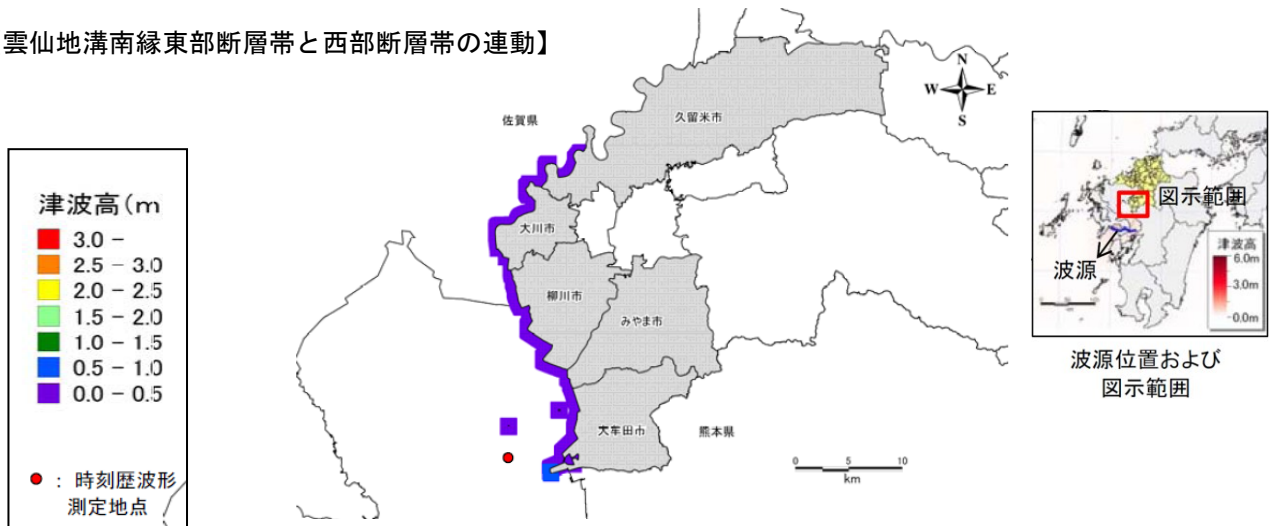 雲仙地溝南縁東部断層帯と西部断層帯の連動】
津波高(m
3.0 -
2.5 - 3.0
2.0 - 2.5
1.5 - 2.0
1.0 - 1.5
0.5 - 1.0
0.0 - 0.5
： 時刻歴波形
測定地点
佐賀県
久留米市
大川市
柳川市
みやま市
大牟田市
熊本県
N
W
E
S
0
5
10
km
図示範囲
波源
津波高
6.0m
3.0m
0.0m
波源位置および
図示範囲